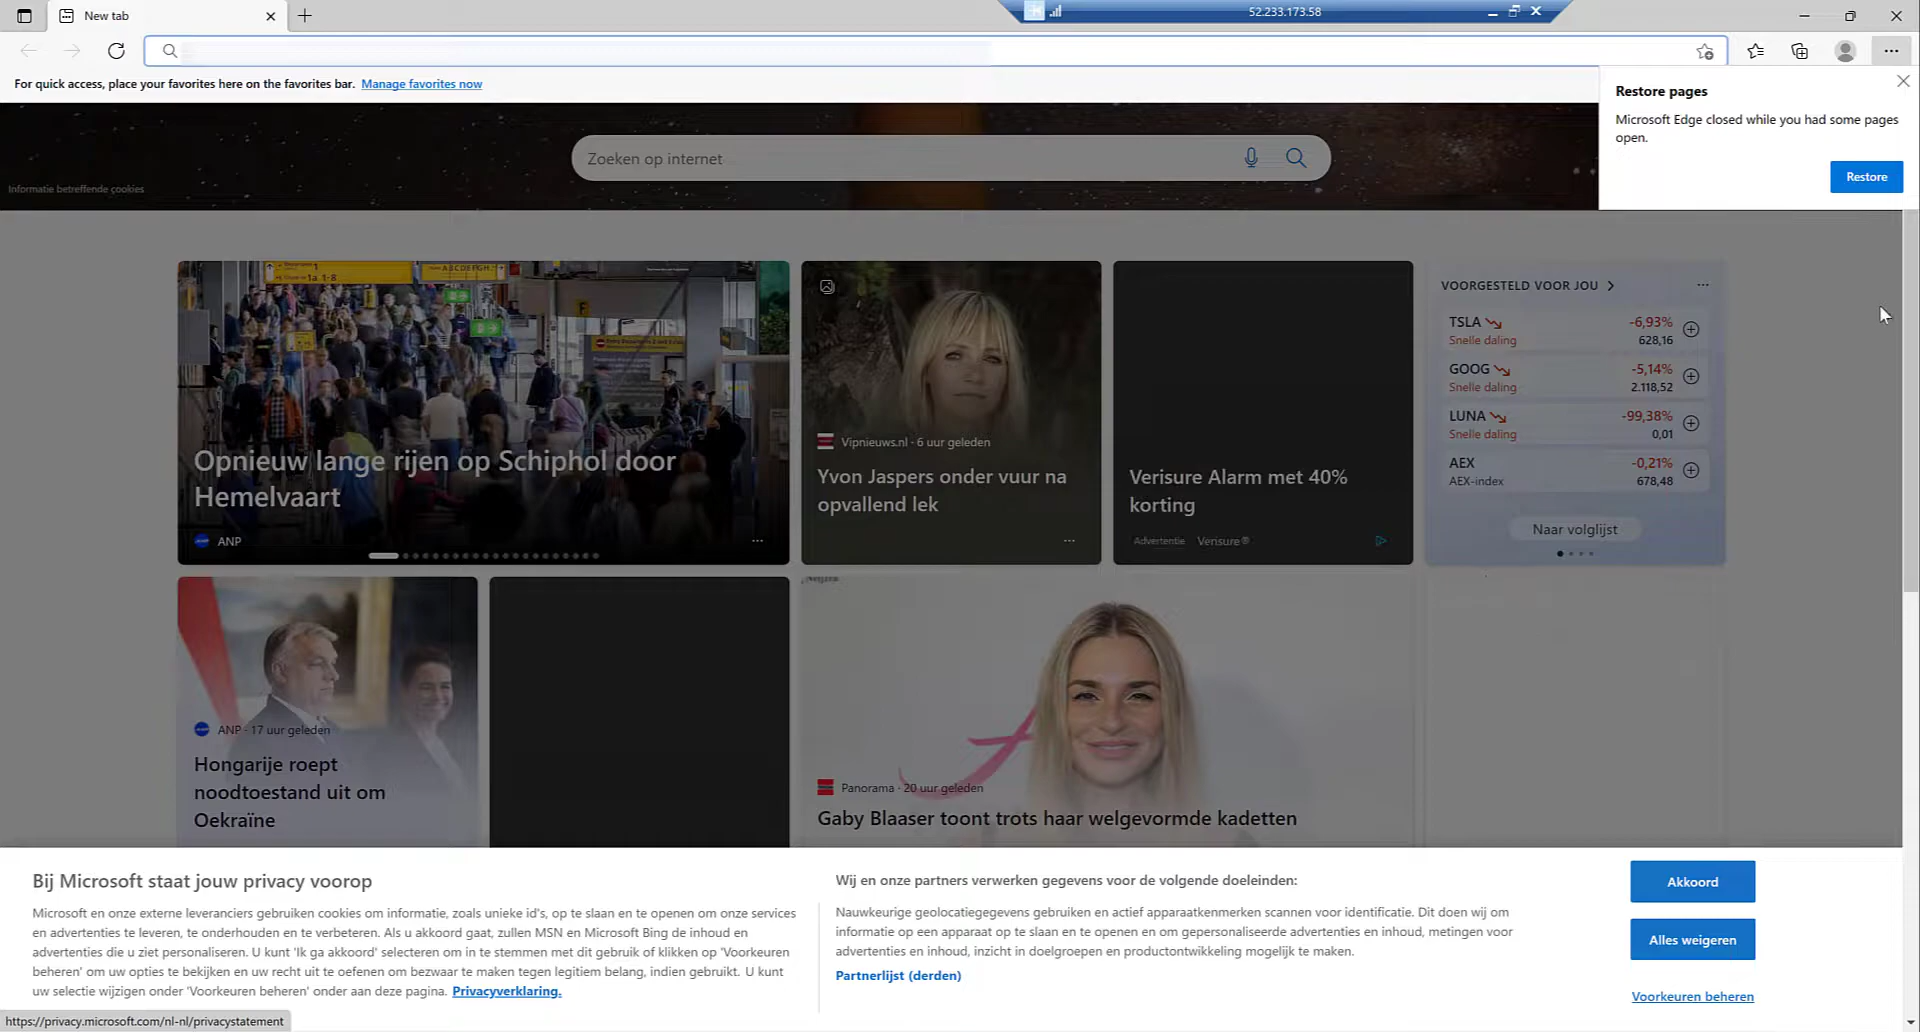 New tab
52.233.173.58
For quick access, place your favorites here on the favorites bar. Manage favorites now
Restore pages
Microsoft Edge closed while you had some pages
open.
Restore
Zoeken op internet
Informatie betreffende cookies
Opnieuw lange rijen op Schiphol door
Hemelvaart
ANP
Vipnieuws.nl · 6 uur geleden
Yvon Jaspers onder vuur na
opvallend lek
Verisure Alarm met 40%
korting
Advertentie Verisure®
VOORGESTELD VOOR JOU
TSLA -6,93%
Snelle daling 628,16
GOOG -5,14%
Snelle daling 2.118,52
LUNA -99,38%
Snelle daling 0,01
AEX -0,21%
AEX-index 678,48
Naar volglijst
ANP · 17 uur geleden
Hongarije roept
noodtoestand uit om
Oekraïne
Panorama · 20 uur geleden
Gaby Blaaser toont trots haar welgevormde kadetten
Bij Microsoft staat jouw privacy voorop
Microsoft en onze externe leveranciers gebruiken cookies om informatie, zoals unieke id's, op te slaan en te openen om onze services
en advertenties te leveren, te onderhouden en te verbeteren. Als u akkoord gaat, zullen MSN en Microsoft Bing de inhoud en
advertenties die u ziet personaliseren. U kunt 'Ik ga akkoord' selecteren om in te stemmen met dit gebruik of klikken op 'Voorkeuren
beheren' om uw opties te bekijken en uw recht uit te oefenen om bezwaar te maken tegen legitiem belang, indien gebruikt. U kunt
uw selectie wijzigen onder 'Voorkeuren beheren' onder aan deze pagina. Privacyverklaring.
Wij en onze partners verwerken gegevens voor de volgende doeleinden:
Nauwkeurige geolocatiegegevens gebruiken en actief apparaatkenmerken scannen voor identificatie. Dit doen wij om
informatie op een apparaat op te slaan en te openen en om gepersonaliseerde advertenties en inhoud, metingen voor
advertenties en inhoud, inzicht in doelgroepen en productontwikkeling mogelijk te maken.
Partnerlijst (derden)
Akkoord
Alles weigeren
Voorkeuren beheren
https://privacy.microsoft.com/nl-nl/privacystatement